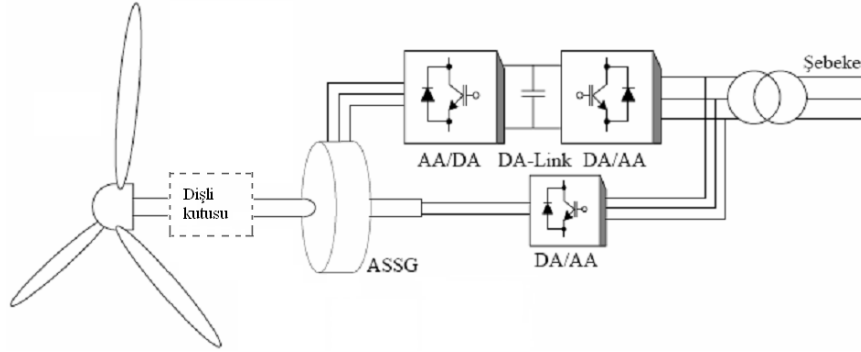 Şebeke
AA/DA DA-Link DA/AA
Dişli
kutusu
ASSG
DA/AA